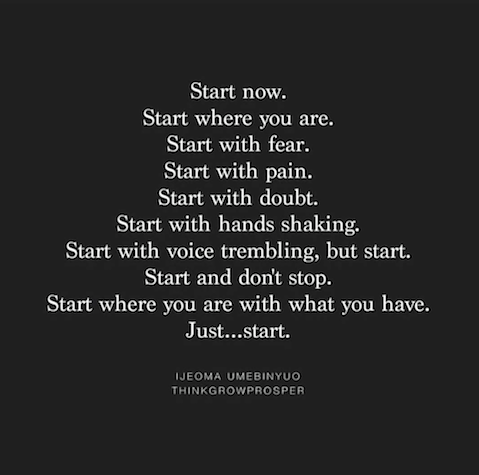 Start now.
Start where you are.
Start with fear.
Start with pain.
Start with doubt.
Start with hands shaking.
Start with voice trembling, but start.
Start and don't stop.
Start where you are with what you have.
Just...start.
IJEOMA UMEBINYUO
THINKGROWPROSPER